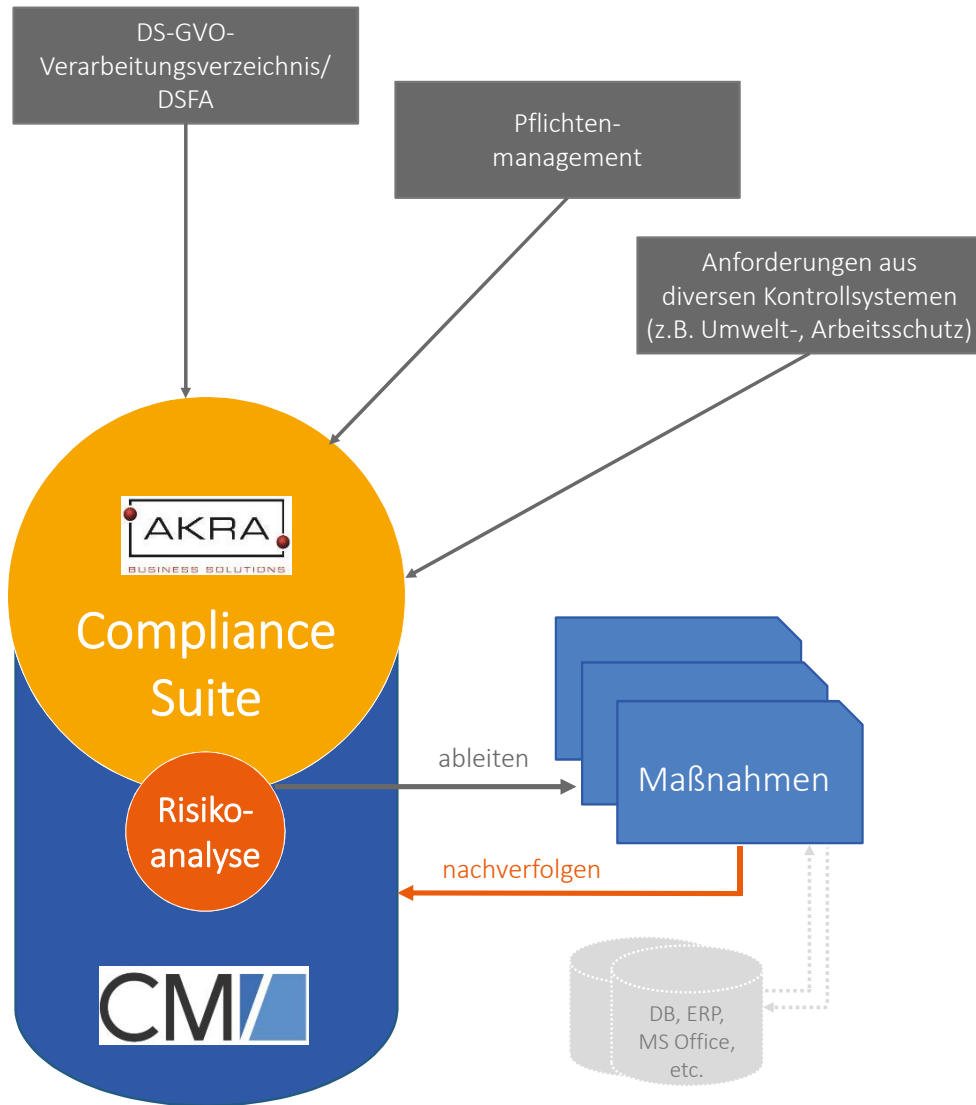 DS-GVO-
Verarbeitungsverzeichnis/
DSFA
Pflichten-
management
Anforderungen aus
diversen Kontrollsystemen
(z.B. Umwelt-, Arbeitsschutz)
AKRA
BUSINESS SOLUTIONS
Compliance
Suite
ableiten
Maßnahmen
Risiko-
analyse
nachverfolgen
CM
DB, ERP,
MS Office,
etc.